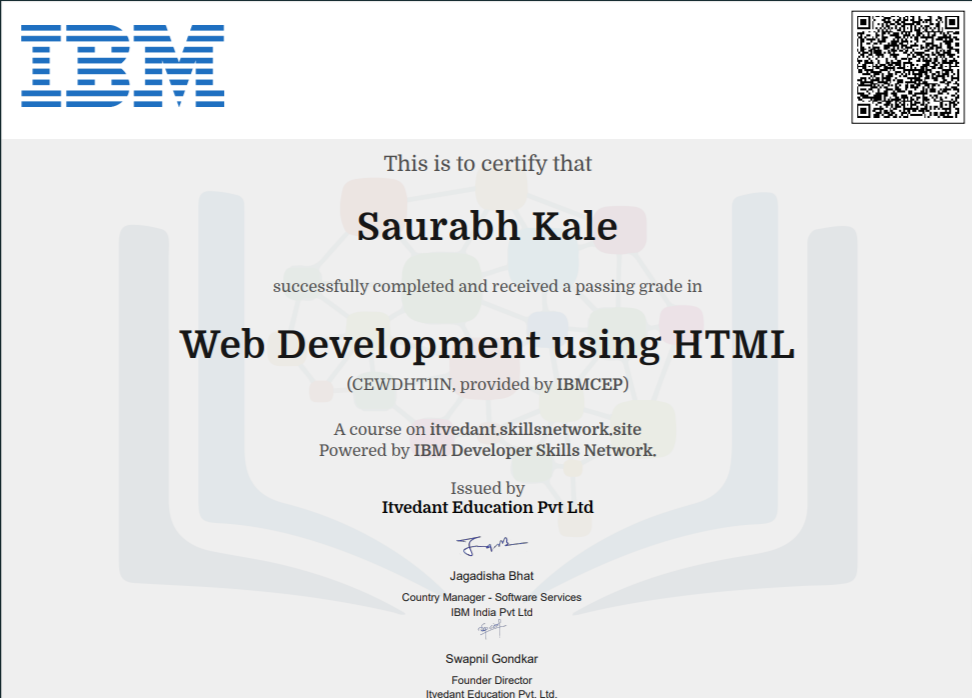 IBM
This is to certify that
Saurabh Kale
successfully completed and received a passing grade in
Web Development using HTML
(CEWDHT1IN, provided by IBMCEP)
A course on itvedant.skillsnetwork.site
Powered by IBM Developer Skills Network.
Issued by
Itvedant Education Pvt Ltd
Jagadisha Bhat
Country Manager - Software Services
IBM India Pvt Ltd
Swapnil Gondkar
Founder Director
Itvedant Education Pvt. Ltd.